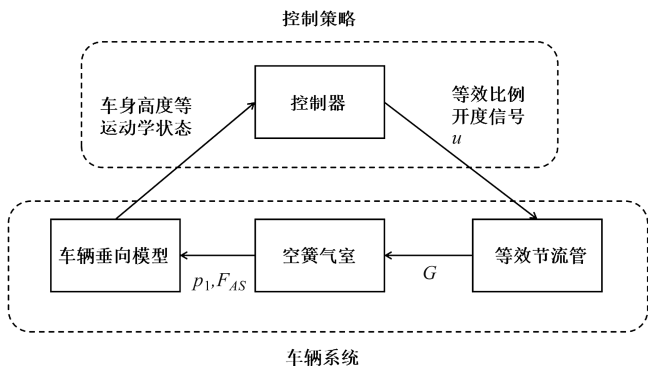 控制策略
车身高度等
运动学状态
控制器
等效比例
开度信号
u
车辆垂向模型
空簧气室
等效节流管
p₁,F_AS
G
车辆系统